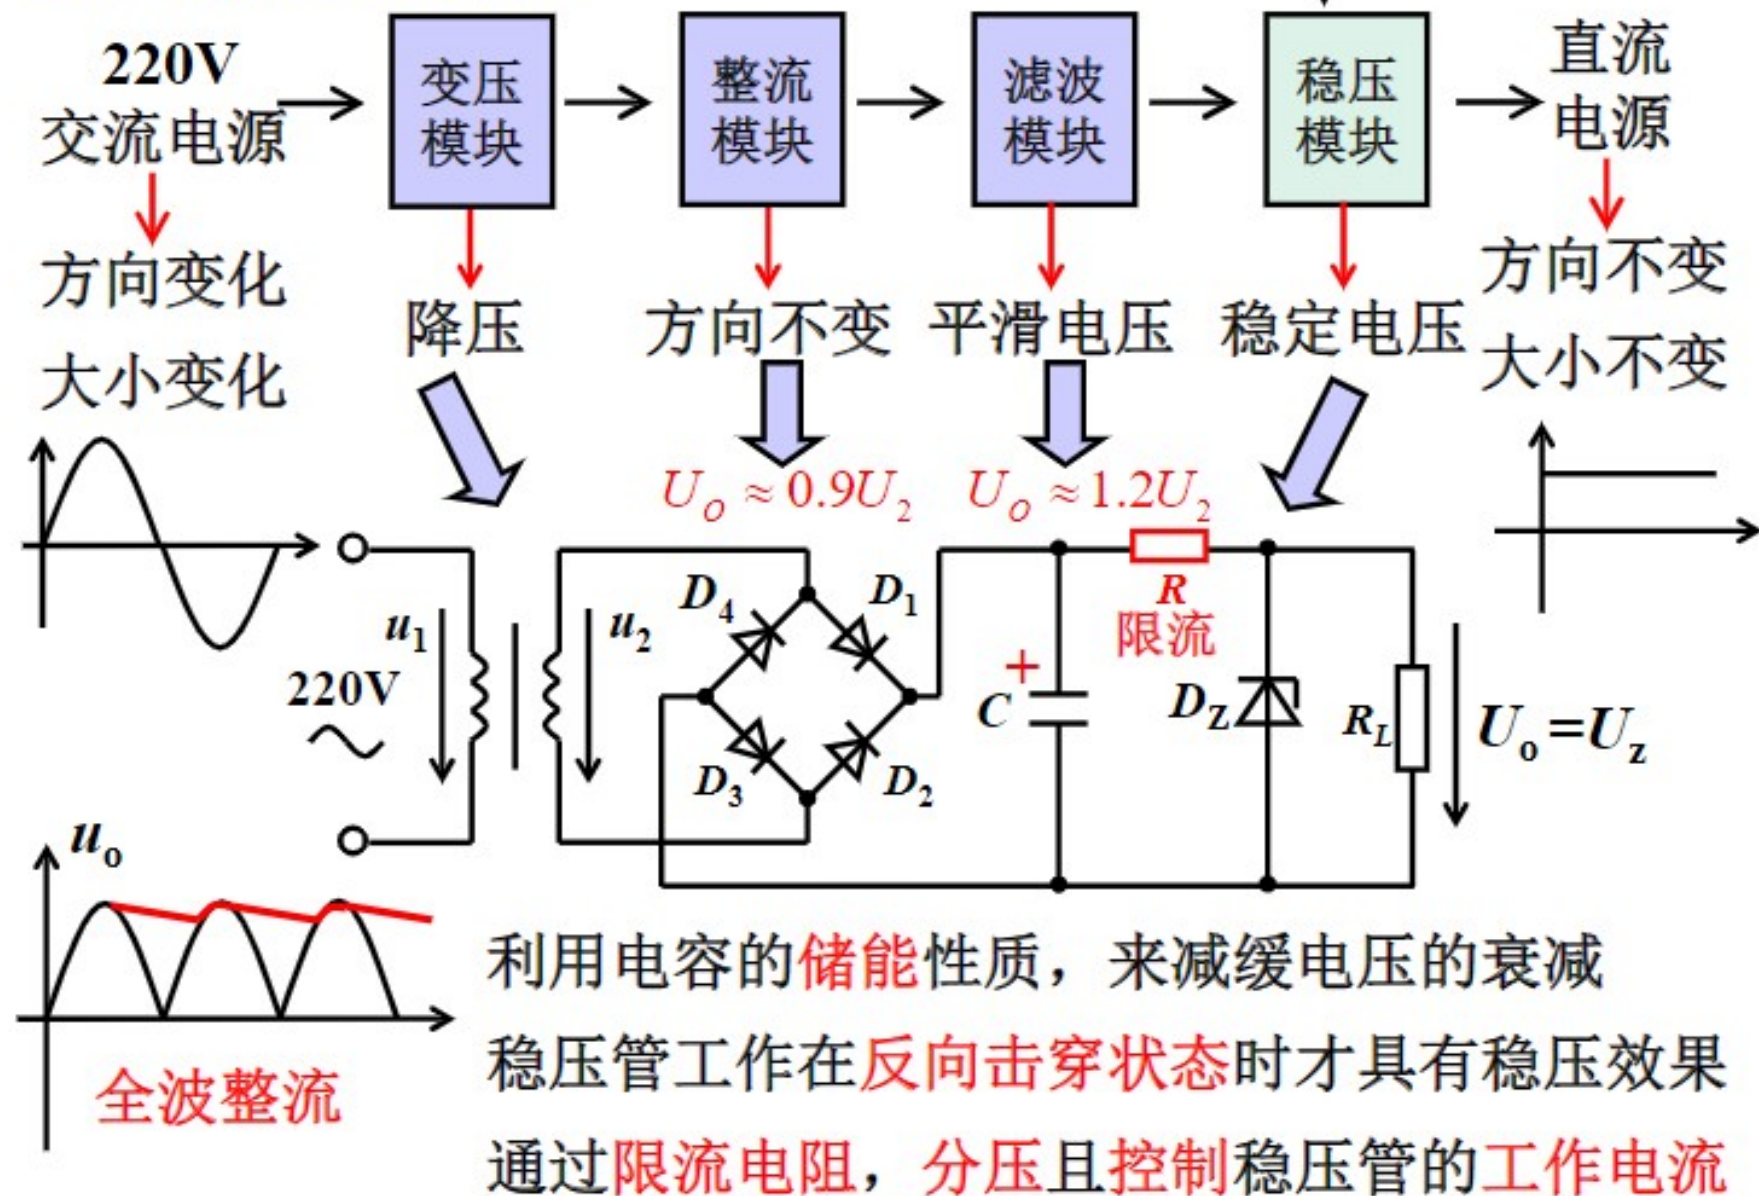 220V
交流电源
变压
模块
整流
模块
滤波
模块
稳压
模块
直流
电源
方向变化
大小变化
降压
方向不变
平滑电压
稳定电压
方向不变
大小不变
U_O ≈ 0.9U_2
U_O ≈ 1.2U_2
u_1
220V
u_2
D_4
D_1
D_3
D_2
+
C
R
限流
D_Z
R_L
U_o=U_z
u_o
全波整流
利用电容的储能性质，来减缓电压的衰减
稳压管工作在反向击穿状态时才具有稳压效果
通过限流电阻，分压且控制稳压管的工作电流